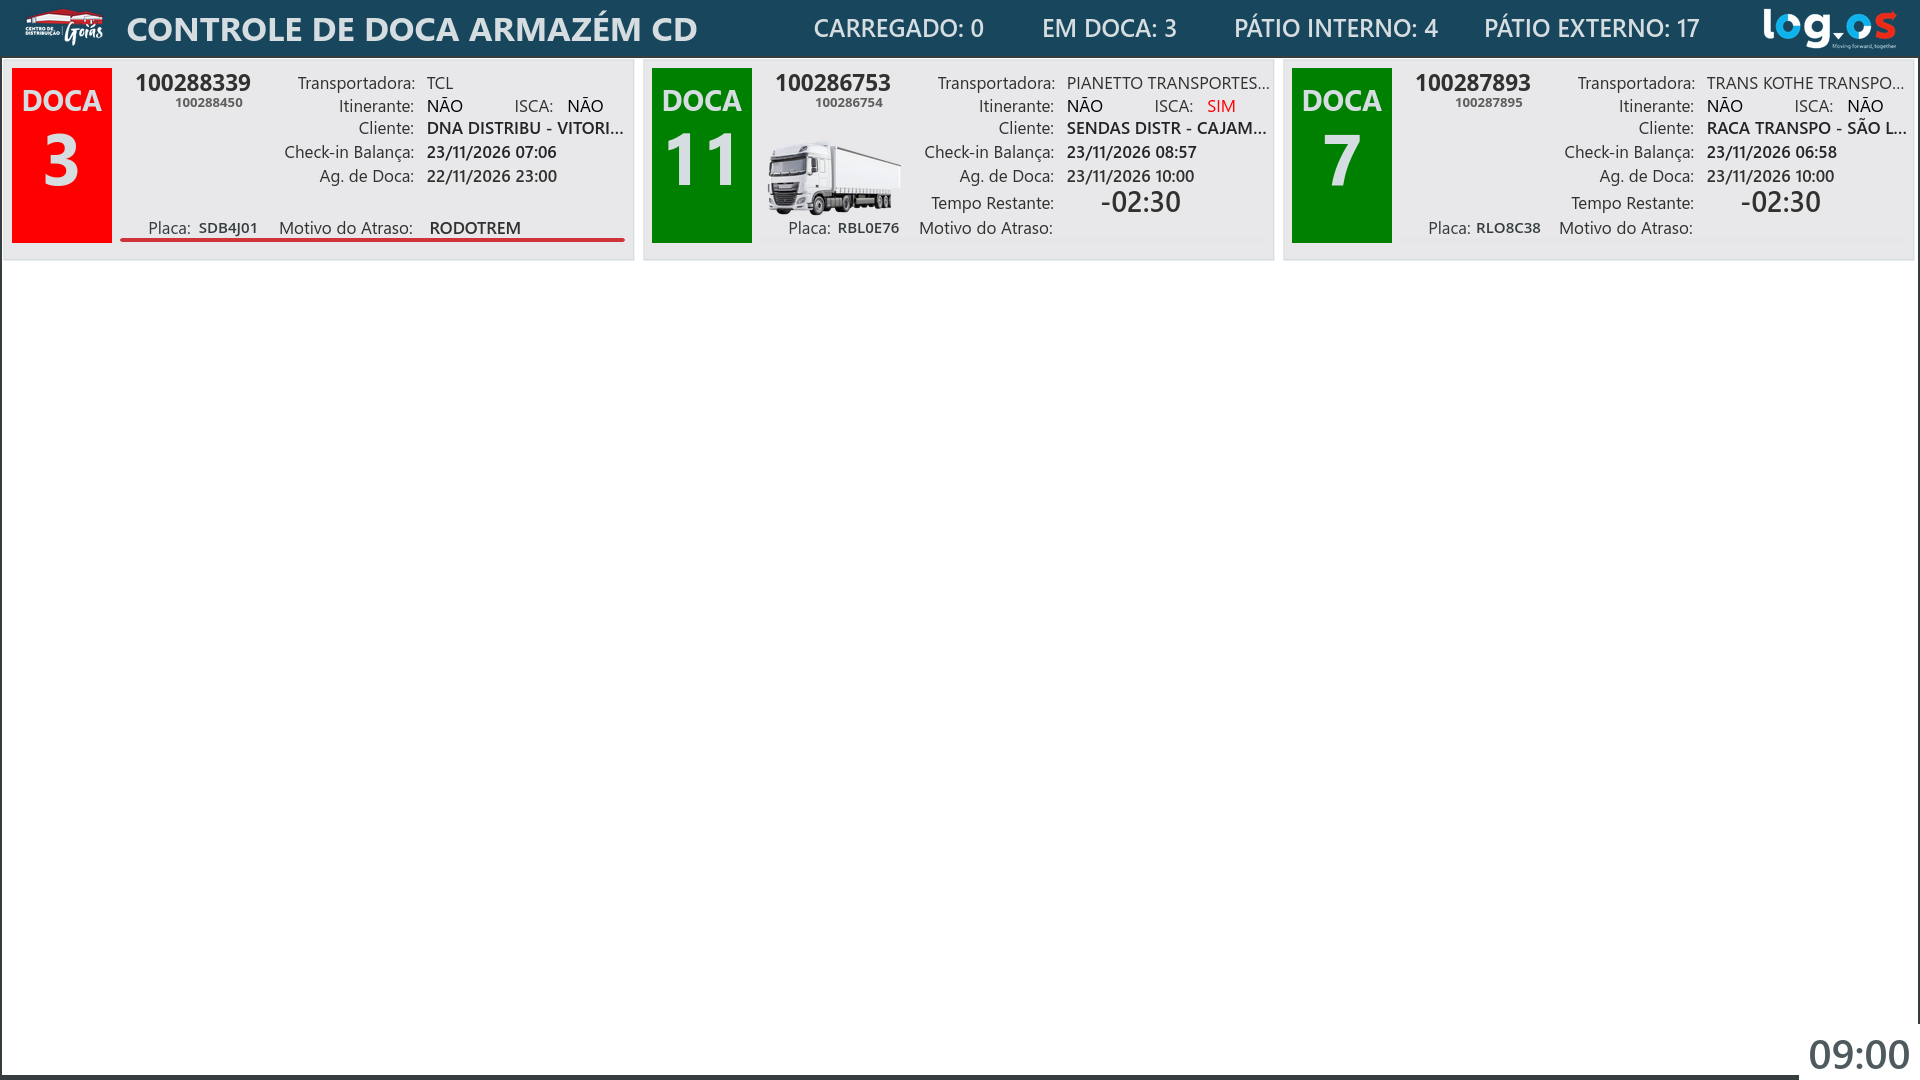 CENTRO DE DISTRIBUIÇÃO Goiás
CONTROLE DE DOCA ARMAZÉM CD
CARREGADO: 0
EM DOCA: 3
PÁTIO INTERNO: 4
PÁTIO EXTERNO: 17
log.os
Moving forward, together
DOCA
3
100288339
100288450
Transportadora: TCL
Itinerante: NÃO ISCA: NÃO
Cliente: DNA DISTRIBU - VITORI...
Check-in Balança: 23/11/2026 07:06
Ag. de Doca: 22/11/2026 23:00
Placa: SDB4J01 Motivo do Atraso: RODOTREM
DOCA
11
100286753
100286754
Transportadora: PIANETTO TRANSPORTES...
Itinerante: NÃO ISCA: SIM
Cliente: SENDAS DISTR - CAJAM...
Check-in Balança: 23/11/2026 08:57
Ag. de Doca: 23/11/2026 10:00
Tempo Restante: -02:30
Placa: RBL0E76 Motivo do Atraso:
DOCA
7
100287893
100287895
Transportadora: TRANS KOTHE TRANSPO...
Itinerante: NÃO ISCA: NÃO
Cliente: RACA TRANSPO - SÃO L...
Check-in Balança: 23/11/2026 06:58
Ag. de Doca: 23/11/2026 10:00
Tempo Restante: -02:30
Placa: RLO8C38 Motivo do Atraso:
09:00